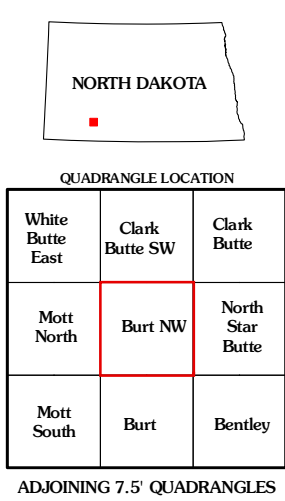 NORTH DAKOTA
QUADRANGLE LOCATION
White
Butte
East
Clark
Butte SW
Clark
Butte
Mott
North
Burt NW
North
Star
Butte
Mott
South
Burt
Bentley
ADJOINING 7.5' QUADRANGLES